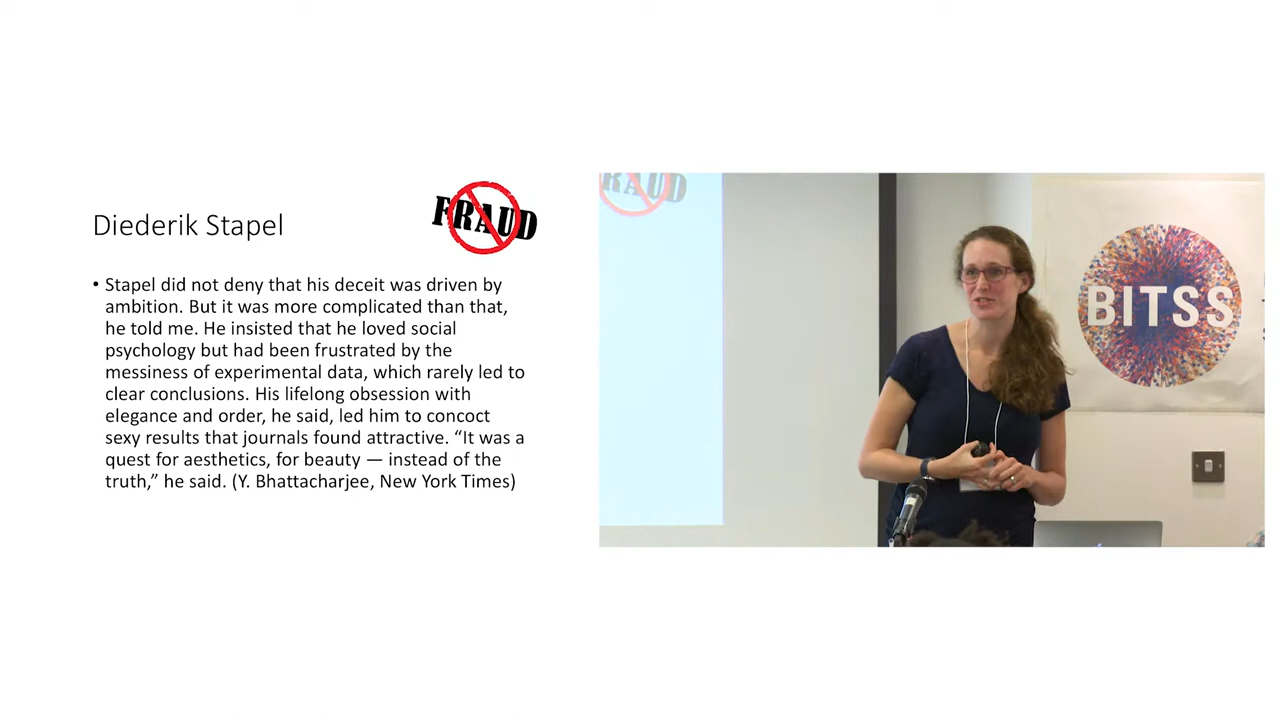 FRAUD
Diederik Stapel
• Stapel did not deny that his deceit was driven by
ambition. But it was more complicated than that,
he told me. He insisted that he loved social
psychology but had been frustrated by the
messiness of experimental data, which rarely led to
clear conclusions. His lifelong obsession with
elegance and order, he said, led him to concoct
sexy results that journals found attractive. “It was a
quest for aesthetics, for beauty — instead of the
truth,” he said. (Y. Bhattacharjee, New York Times)
RAUD
BITSS